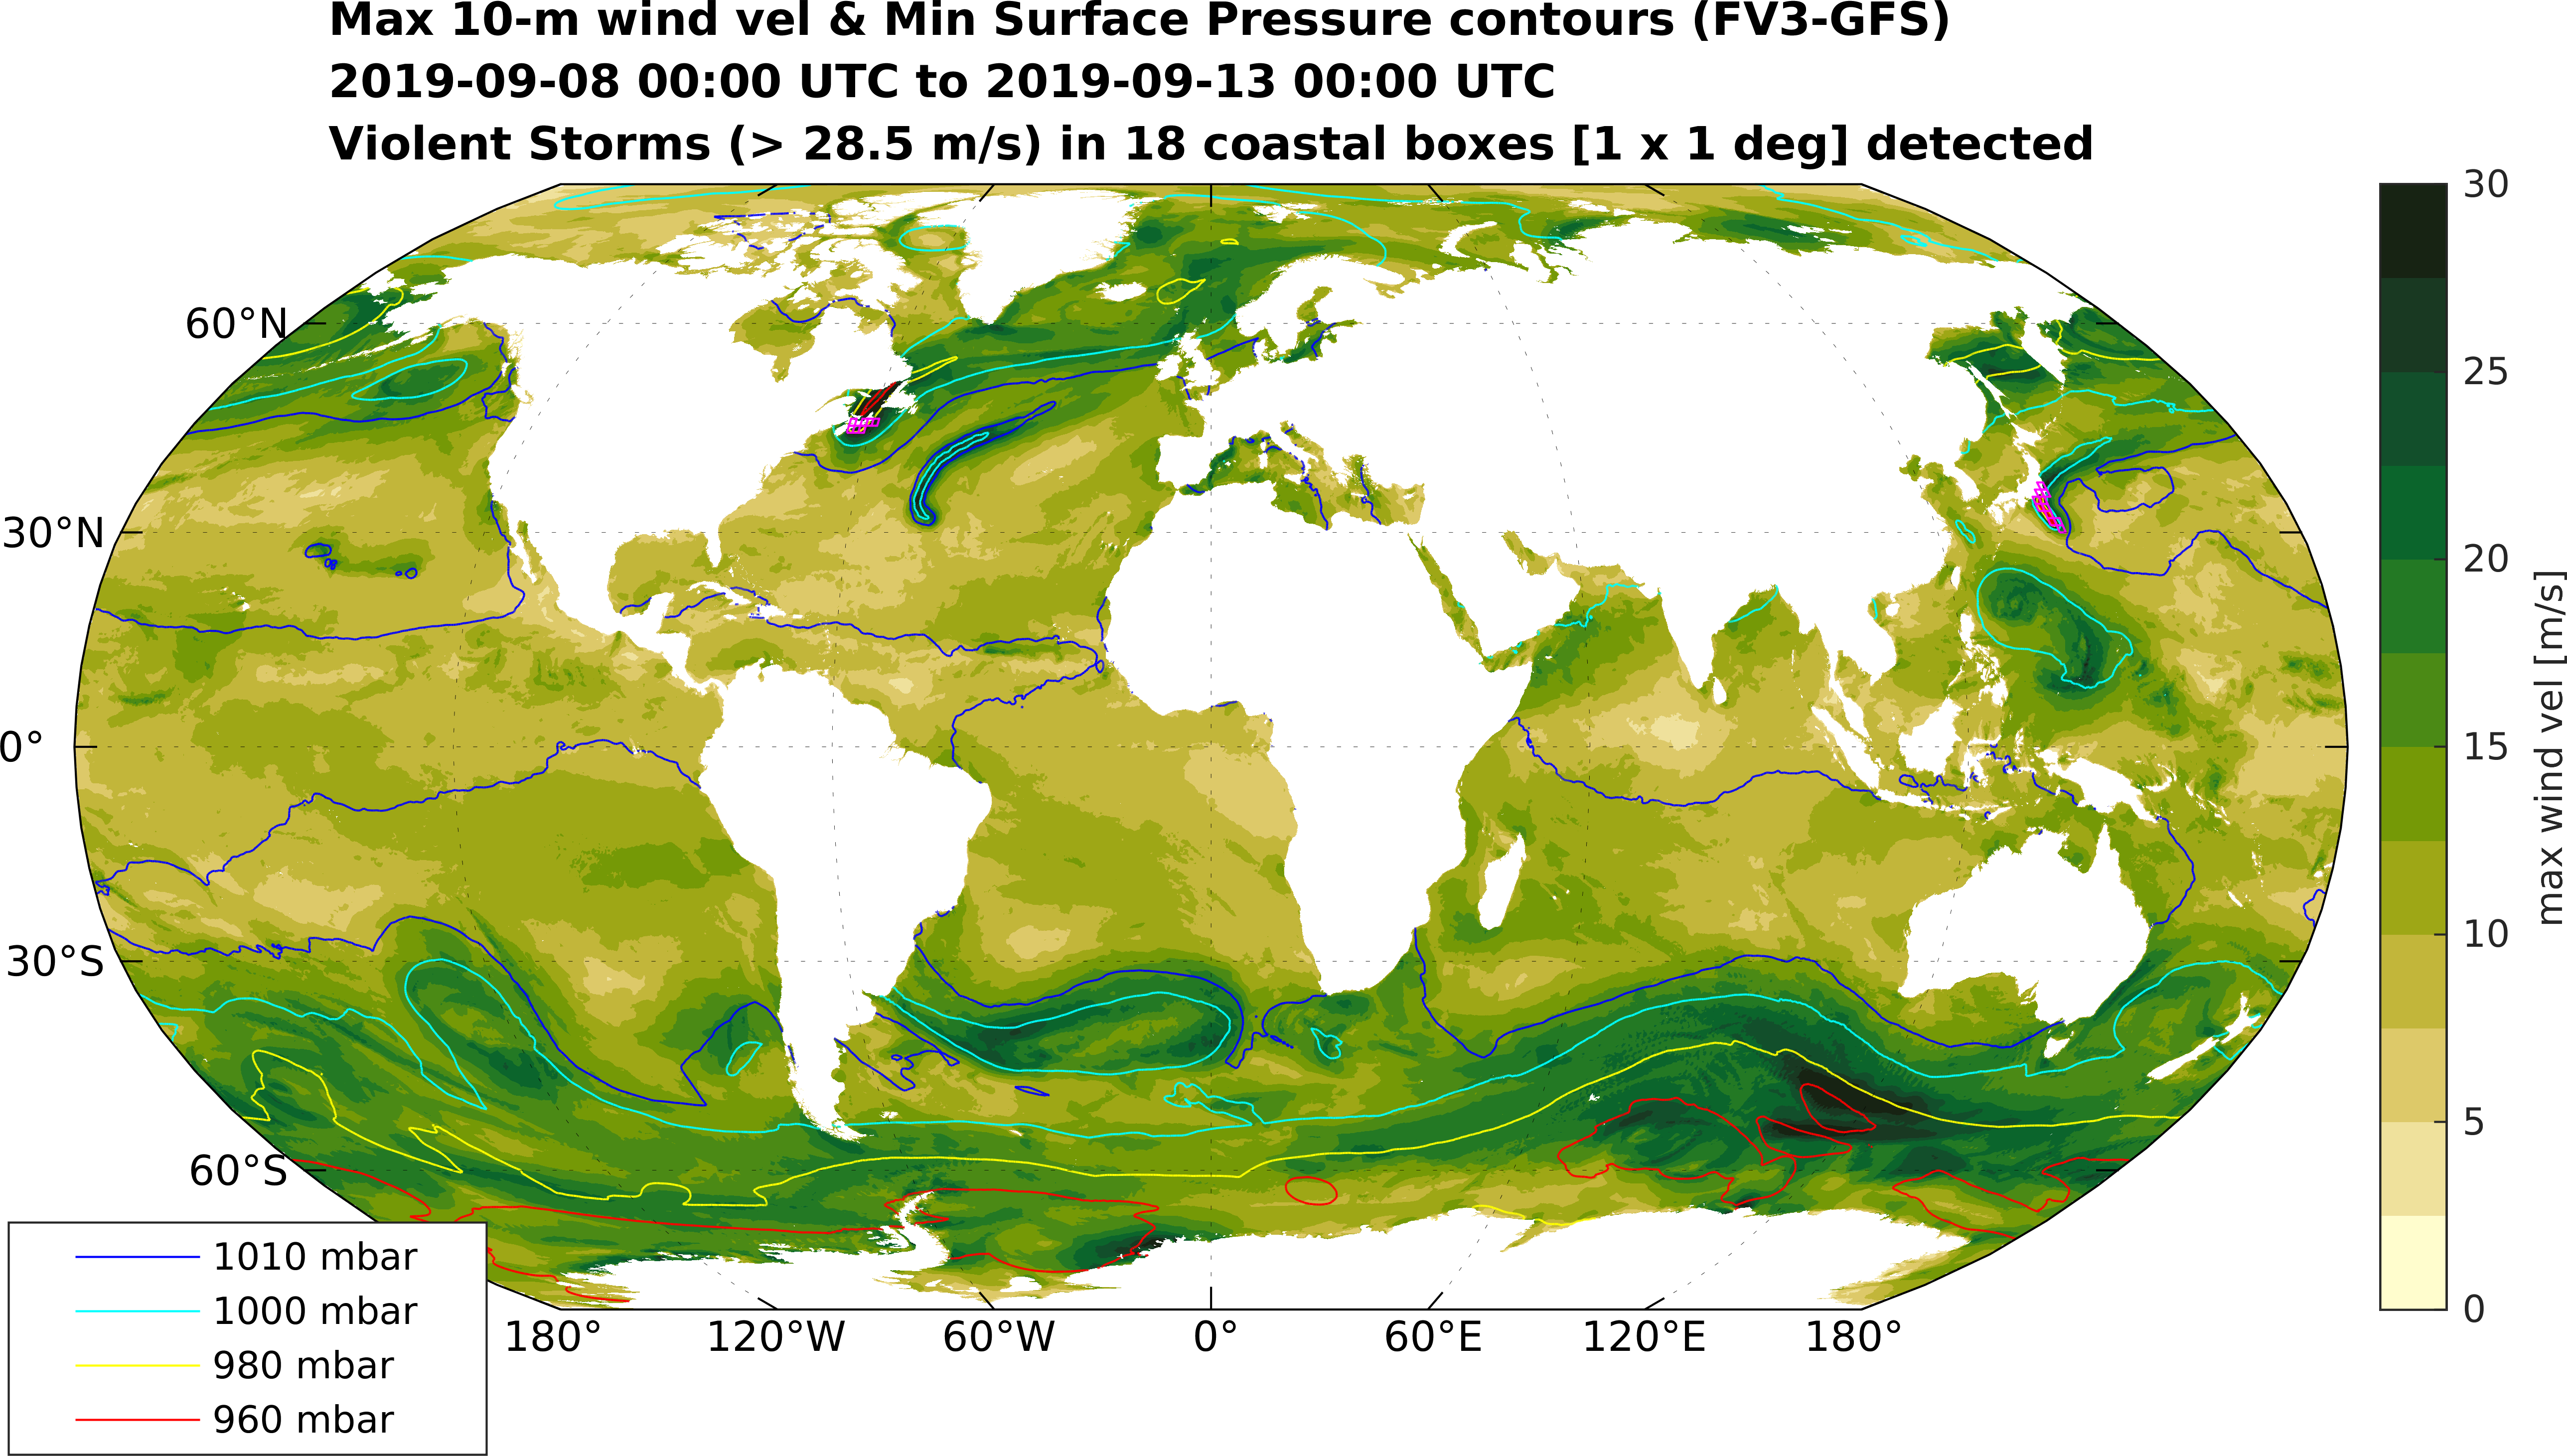 Max 10-m wind vel & Min Surface Pressure contours (FV3-GFS)
2019-09-08 00:00 UTC to 2019-09-13 00:00 UTC
Violent Storms (> 28.5 m/s) in 18 coastal boxes [1 x 1 deg] detected
60°N
30°N
0°
30°S
60°S
180°
120°W
60°W
0°
60°E
120°E
180°
1010 mbar
1000 mbar
980 mbar
960 mbar
30
25
20
15
10
5
0
max wind vel [m/s]